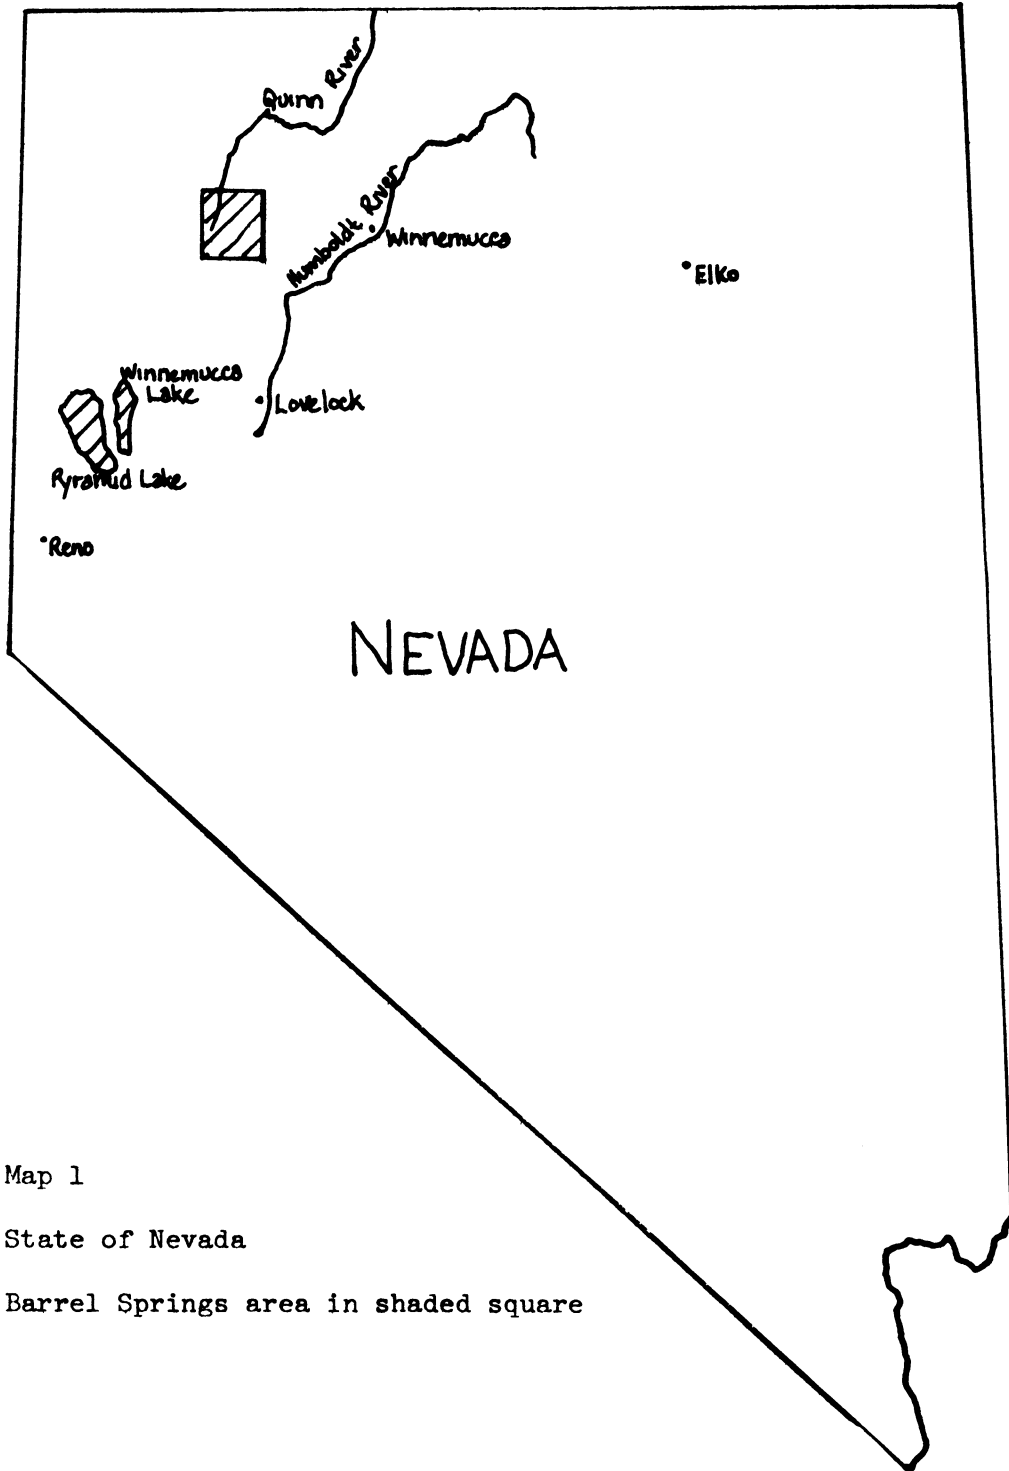 Quinn River
Humboldt River
Winnemucca
Elko
Winnemucca
Lake
Lovelock
Pyramid Lake
Reno
NEVADA
Map 1
State of Nevada
Barrel Springs area in shaded square